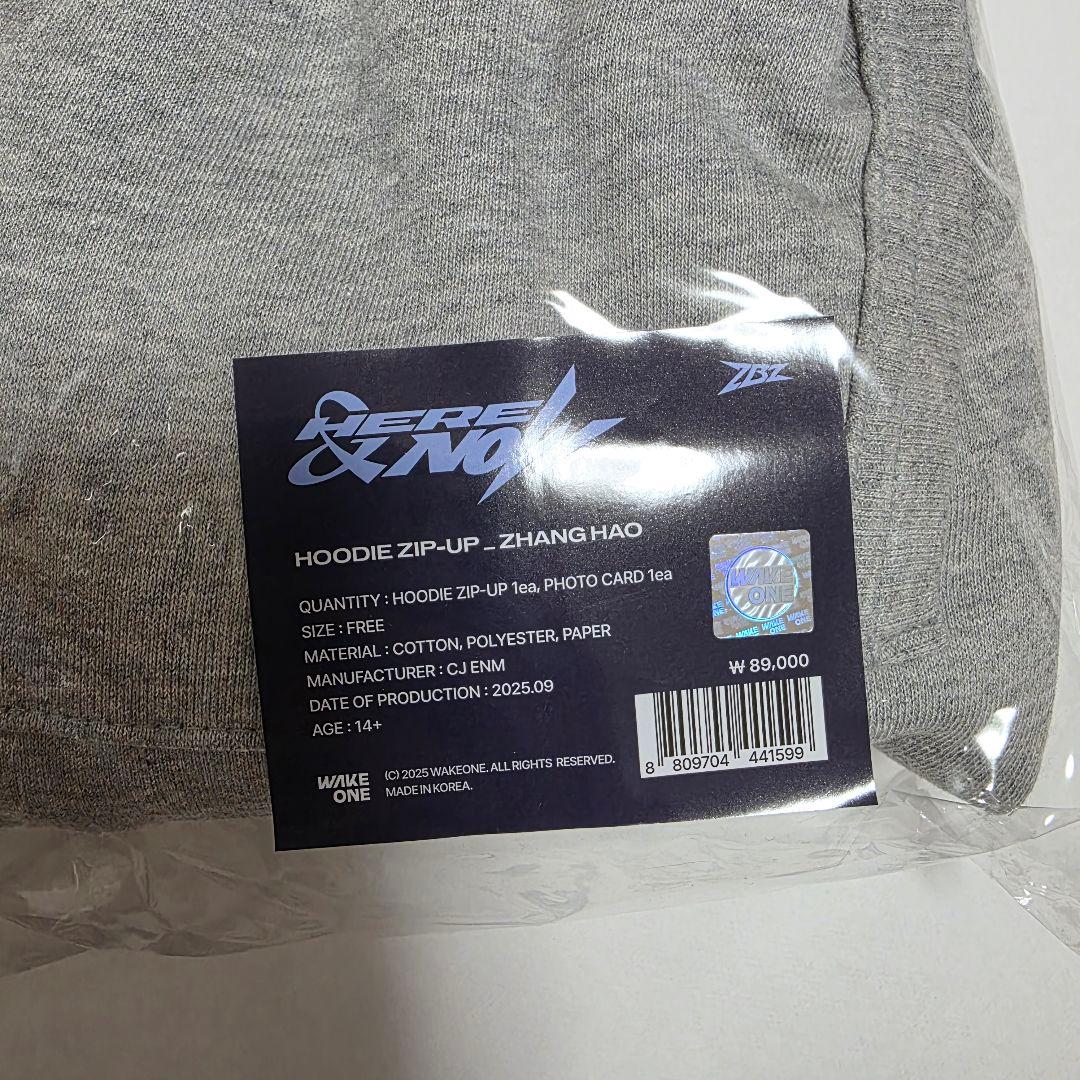 ZB1
HERE
& NOW
HOODIE ZIP-UP _ ZHANG HAO
QUANTITY : HOODIE ZIP-UP 1ea, PHOTO CARD 1ea
SIZE : FREE
MATERIAL : COTTON, POLYESTER, PAPER
MANUFACTURER : CJ ENM
DATE OF PRODUCTION : 2025.09
AGE : 14+
WAKE
ONE
₩ 89,000
8 809704 441599
WAKE
ONE
(C) 2025 WAKEONE. ALL RIGHTS RESERVED.
MADE IN KOREA.